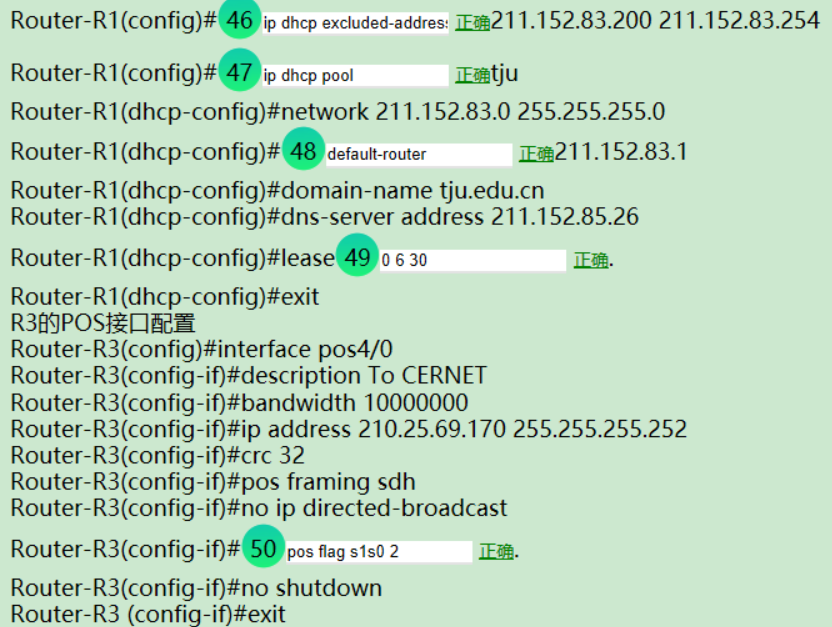 Router-R1(config)# 46 ip dhcp excluded-address 正确211.152.83.200 211.152.83.254
Router-R1(config)# 47 ip dhcp pool 正确tju
Router-R1(dhcp-config)#network 211.152.83.0 255.255.255.0
Router-R1(dhcp-config)# 48 default-router 正确211.152.83.1
Router-R1(dhcp-config)#domain-name tju.edu.cn
Router-R1(dhcp-config)#dns-server address 211.152.85.26
Router-R1(dhcp-config)#lease 49 0 6 30 正确.
Router-R1(dhcp-config)#exit
R3的POS接口配置
Router-R3(config)#interface pos4/0
Router-R3(config-if)#description To CERNET
Router-R3(config-if)#bandwidth 10000000
Router-R3(config-if)#ip address 210.25.69.170 255.255.255.252
Router-R3(config-if)#crc 32
Router-R3(config-if)#pos framing sdh
Router-R3(config-if)#no ip directed-broadcast
Router-R3(config-if)# 50 pos flag s1s0 2 正确.
Router-R3(config-if)#no shutdown
Router-R3 (config-if)#exit